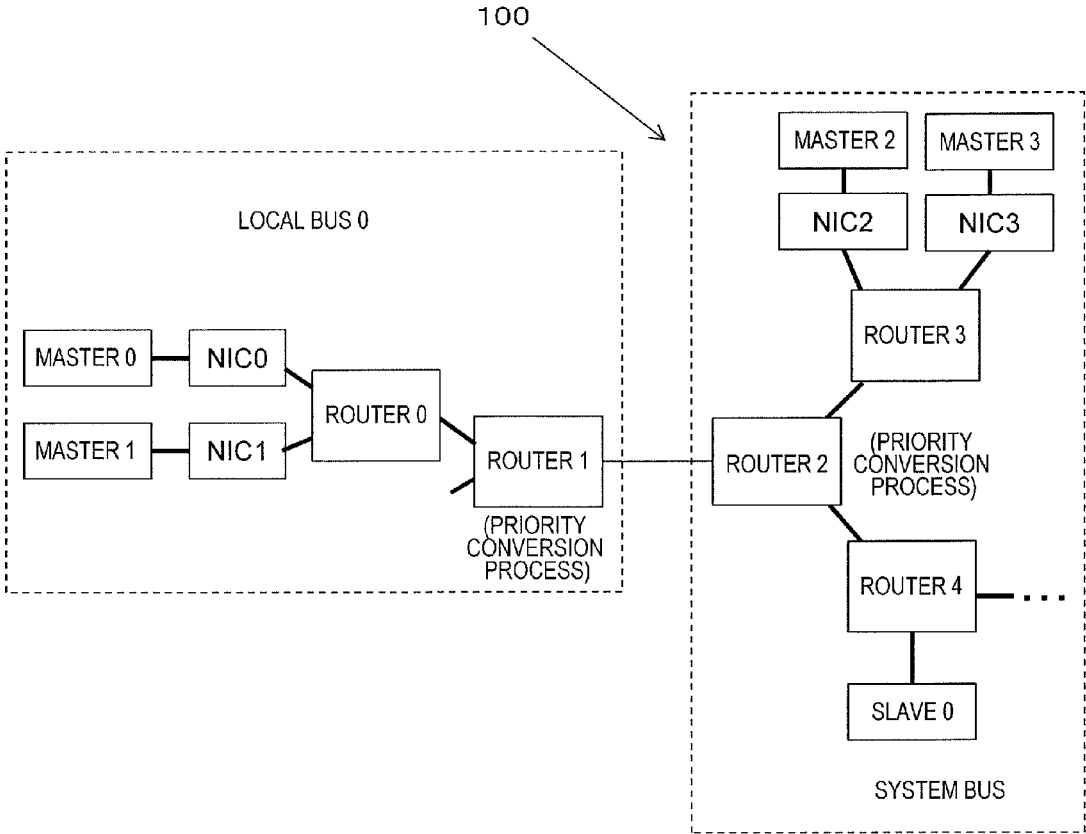 100
LOCAL BUS 0
MASTER 0
NIC0
MASTER 1
NIC1
ROUTER 0
ROUTER 1
(PRIORITY
CONVERSION
PROCESS)
MASTER 2
MASTER 3
NIC2
NIC3
ROUTER 3
ROUTER 2
(PRIORITY
CONVERSION
PROCESS)
ROUTER 4
...
SLAVE 0
SYSTEM BUS